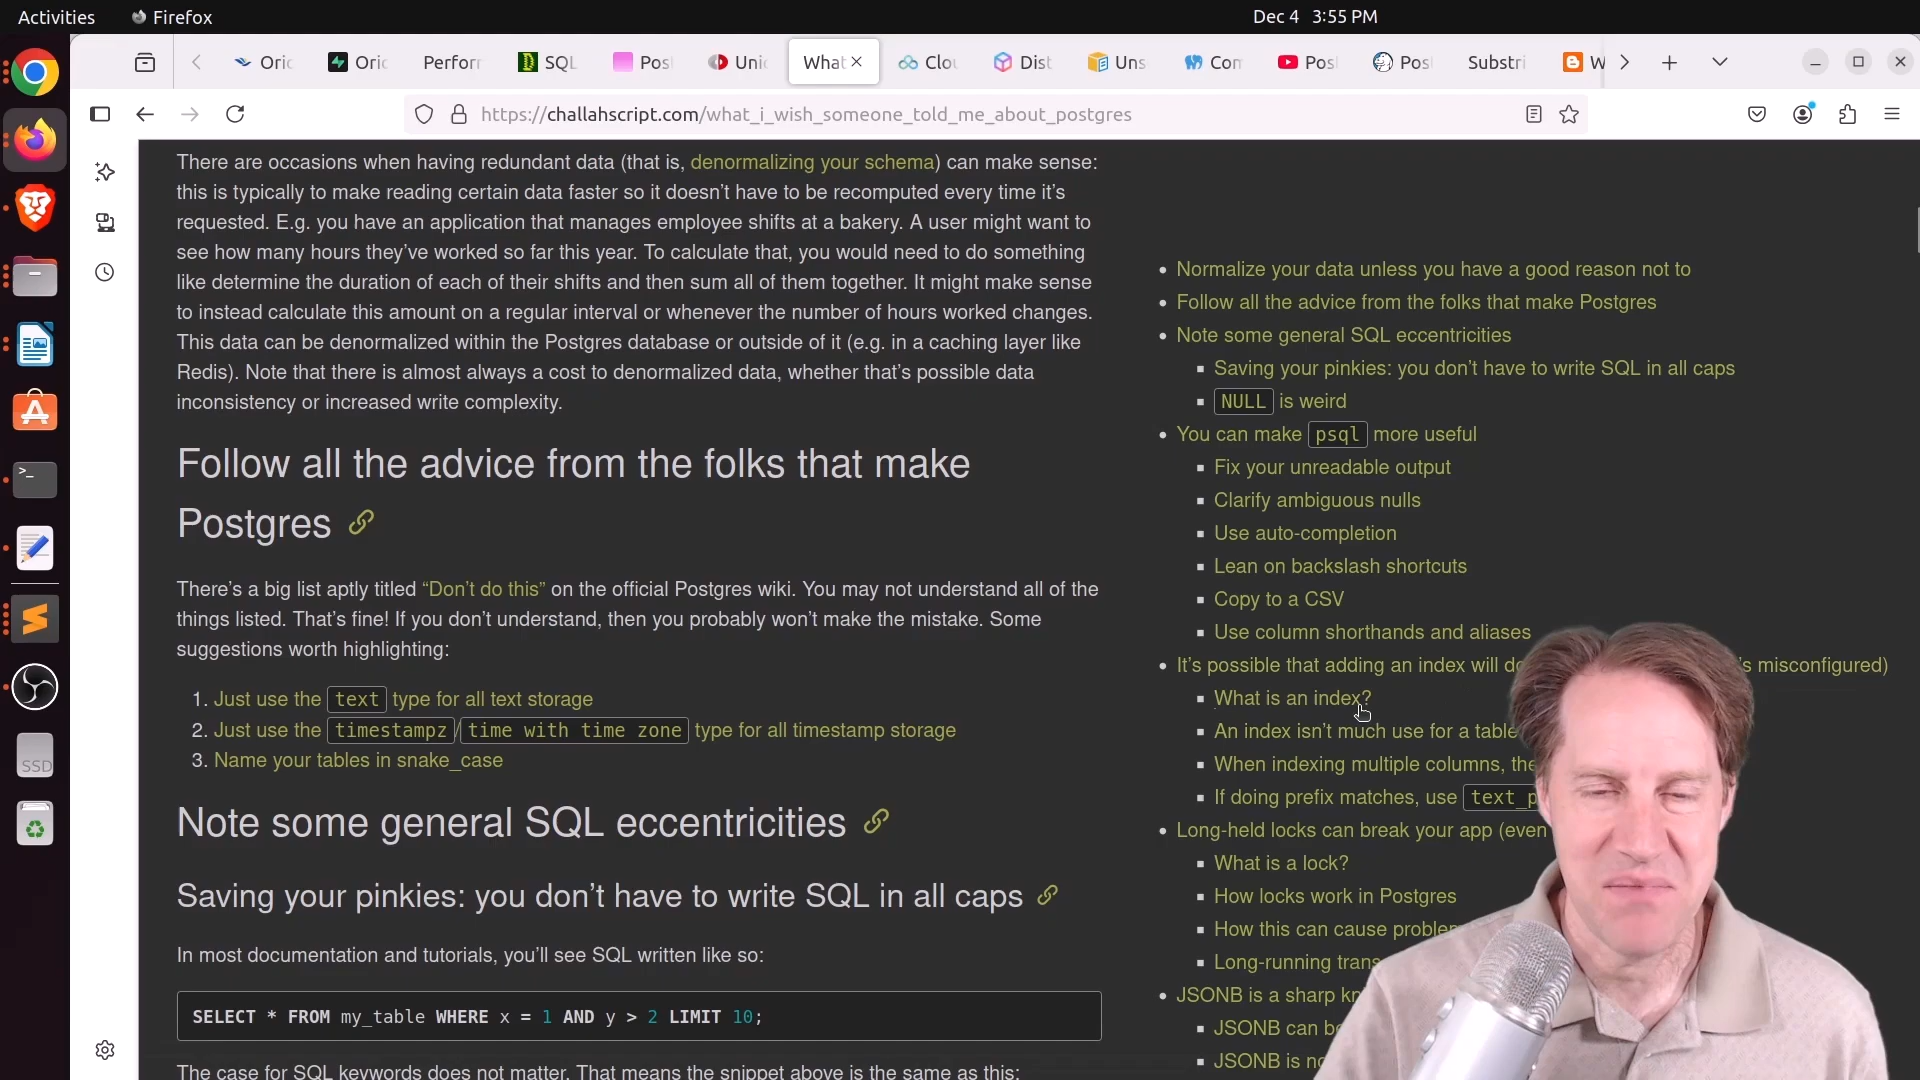 Activities
Firefox
Dec 4 3:55 PM
Oric
Oric
Perforr
SQL
Pos
Unic
What
Clou
Dist
Uns
Con
Post
Post
Substri
W
https://challahscript.com/what_i_wish_someone_told_me_about_postgres
There are occasions when having redundant data (that is, denormalizing your schema) can make sense:
this is typically to make reading certain data faster so it doesn’t have to be recomputed every time it’s
requested. E.g. you have an application that manages employee shifts at a bakery. A user might want to
see how many hours they’ve worked so far this year. To calculate that, you would need to do something
like determine the duration of each of their shifts and then sum all of them together. It might make sense
to instead calculate this amount on a regular interval or whenever the number of hours worked changes.
This data can be denormalized within the Postgres database or outside of it (e.g. in a caching layer like
Redis). Note that there is almost always a cost to denormalized data, whether that’s possible data
inconsistency or increased write complexity.
Follow all the advice from the folks that make
Postgres
There’s a big list aptly titled “Don’t do this” on the official Postgres wiki. You may not understand all of the
things listed. That’s fine! If you don’t understand, then you probably won’t make the mistake. Some
suggestions worth highlighting:
1. Just use the text type for all text storage
2. Just use the timestampz/time with time zone type for all timestamp storage
3. Name your tables in snake_case
Note some general SQL eccentricities
Saving your pinkies: you don’t have to write SQL in all caps
In most documentation and tutorials, you’ll see SQL written like so:
SELECT * FROM my_table WHERE x = 1 AND y > 2 LIMIT 10;
The case for SQL keywords does not matter. That means the snippet above is the same as this:
Normalize your data unless you have a good reason not to
Follow all the advice from the folks that make Postgres
Note some general SQL eccentricities
Saving your pinkies: you don’t have to write SQL in all caps
NULL is weird
You can make psql more useful
Fix your unreadable output
Clarify ambiguous nulls
Use auto-completion
Lean on backslash shortcuts
Copy to a CSV
Use column shorthands and aliases
It’s possible that adding an index will do ’s misconfigured)
What is an index?
An index isn’t much use for a table
When indexing multiple columns, the
If doing prefix matches, use text_p
Long-held locks can break your app (even
What is a lock?
How locks work in Postgres
How this can cause problem
Long-running trans
JSONB is a sharp kn
JSONB can be
JSONB is no
SSD